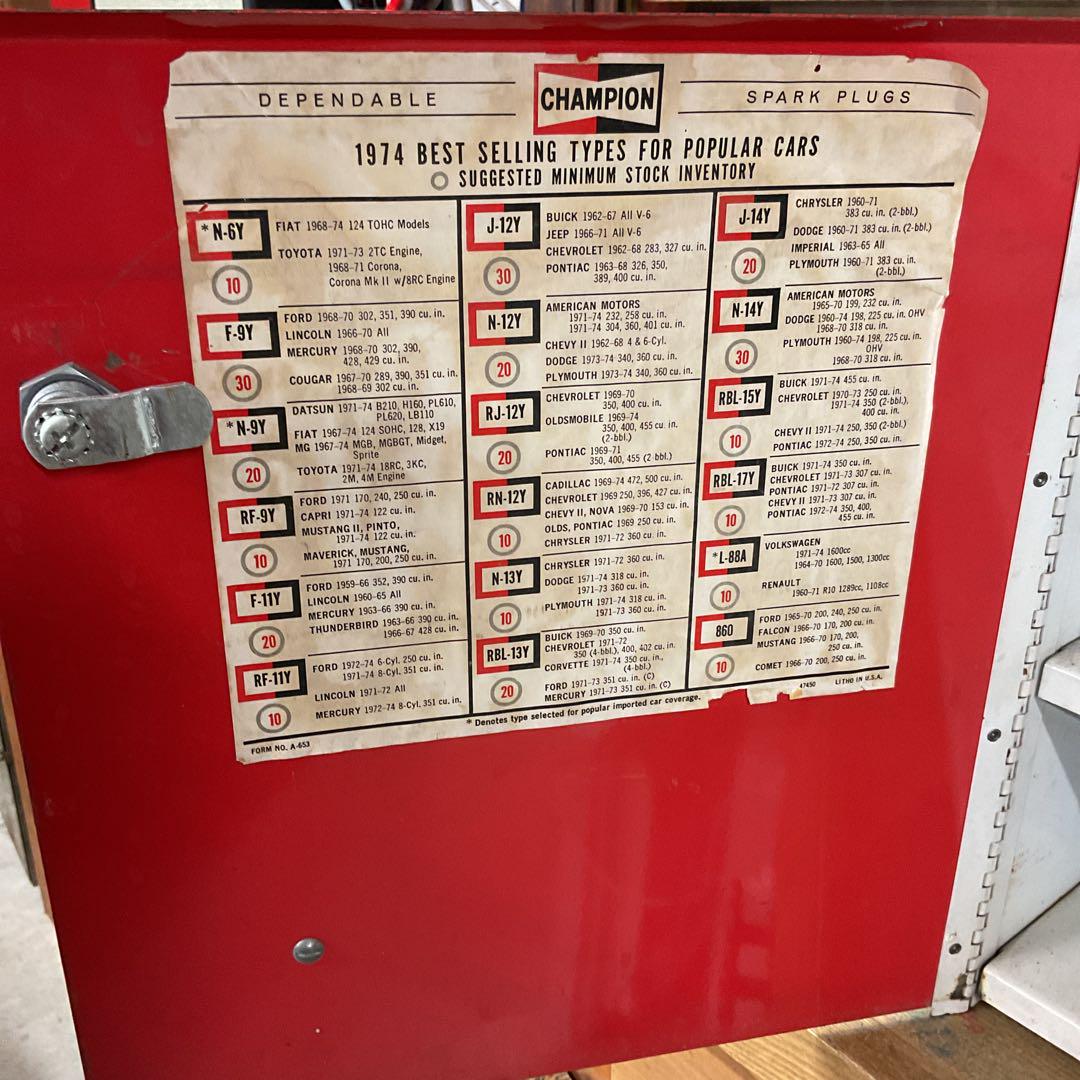 DEPENDABLE
CHAMPION
SPARK PLUGS
1974 BEST SELLING TYPES FOR POPULAR CARS
SUGGESTED MINIMUM STOCK INVENTORY
*N-6Y
10
FIAT 1968-74 124 TOHC Models
TOYOTA 1971-73 2TC Engine,
1968-71 Corona,
Corona Mk II w/8RC Engine
F-9Y
30
FORD 1968-70 302, 351, 390 cu. in.
LINCOLN 1966-70 All
MERCURY 1968-70 302, 390,
428, 429 cu. in.
COUGAR 1967-70 289, 390, 351 cu. in.
1968-68 302 cu. in.
*N-9Y
20
DATSUN 1971-74 B210, H160, PL610,
PL620, LB110
FIAT 1967-74 124 SOHC, 128, X19
MG 1967-74 MGB, MGBGT, Midget,
Sprite
TOYOTA 1971-74 18RC, 3KC,
2M, 4M Engine
RF-9Y
10
FORD 1971 170, 240, 250 cu. in.
CAPRI 1971-74 122 cu. in.
MUSTANG II, PINTO,
1971-74 122 cu. in.
MAVERICK, MUSTANG,
1971 170, 200, 250 cu. in.
F-11Y
20
FORD 1959-66 352, 390 cu. in.
LINCOLN 1960-65 All
MERCURY 1963-66 390 cu. in.
THUNDERBIRD 1963-66 390 cu. in.
1966-67 428 cu. in.
RF-11Y
10
FORD 1972-74 6-Cyl. 250 cu. in.
1971-74 8-Cyl. 351 cu. in.
LINCOLN 1971-72 All
MERCURY 1972-74 8-Cyl. 351 cu. in.
J-12Y
30
BUICK 1962-67 All V-6
JEEP 1966-71 All V-6
CHEVROLET 1962-68 283, 327 cu. in.
PONTIAC 1963-68 326, 350,
389, 400 cu. in.
N-12Y
20
AMERICAN MOTORS
1971-74 232, 258 cu. in.
1971-74 304, 360, 401 cu. in.
CHEVY II 1962-68 4 & 6-Cyl.
DODGE 1973-74 340, 360 cu. in.
PLYMOUTH 1973-74 340, 360 cu. in.
RJ-12Y
20
CHEVROLET 1969-70
350, 400 cu. in.
OLDSMOBILE 1969-74
350, 400, 455 cu. in.
(2-bbl.)
PONTIAC 1969-71
350, 400, 455 (2-bbl.)
RN-12Y
10
CADILLAC 1969-74 472, 500 cu. in.
CHEVROLET 1969 250, 396, 427 cu. in.
CHEVY II, NOVA 1969-70 153 cu. in.
OLDS, PONTIAC 1969 250 cu. in.
CHRYSLER 1971-72 360 cu. in.
N-13Y
10
CHRYSLER 1971-72 360 cu. in.
DODGE 1971-74 318 cu. in.
1971-73 360 cu. in.
PLYMOUTH 1971-74 318 cu. in.
1971-73 360 cu. in.
RBL-13Y
20
BUICK 1969-70 350 cu. in.
CHEVROLET 1971-72
350 (4-bbl.), 400, 402 cu. in.
CORVETTE 1971-74 350 cu. in.,
(4-bbl.)
FORD 1971-73 351 cu. in. (C)
MERCURY 1971-73 351 cu. in. (C)
J-14Y
20
CHRYSLER 1960-71
383 cu. in. (2-bbl.)
DODGE 1960-71 383 cu. in. (2-bbl.)
IMPERIAL 1963-65 All
PLYMOUTH 1960-71 383 cu. in.
(2-bbl.)
N-14Y
30
AMERICAN MOTORS
1965-70 199, 232 cu. in.
DODGE 1960-74 198, 225 cu. in. OHV
1968-70 318 cu. in.
PLYMOUTH 1960-74 198, 225 cu. in.
OHV
1968-70 318 cu. in.
RBL-15Y
10
BUICK 1971-74 455 cu. in.
CHEVROLET 1970-73 250 cu. in.
1971-74 350 (2-bbl.),
400 cu. in.
CHEVY II 1971-74 250, 350 (2-bbl.)
PONTIAC 1972-74 250, 350 cu. in.
RBL-17Y
10
BUICK 1971-74 350 cu. in.
CHEVROLET 1971-73 307 cu. in.
PONTIAC 1971-72 307 cu. in.
CHEVY II 1971-73 307 cu. in.
PONTIAC 1972-74 350, 400,
455 cu. in.
*L-88A
10
VOLKSWAGEN
1971-74 1600cc
1964-70 1600, 1500, 1300cc
RENAULT
1960-71 R10 1289cc, 1108cc
860
10
FORD 1965-70 200, 240, 250 cu. in.
FALCON 1966-70 170, 200 cu. in.
MUSTANG 1966-70 170, 200,
250 cu. in.
COMET 1966-70 200, 250 cu. in.
* Denotes type selected for popular imported car coverage.
47450
LITHO IN U.S.A.
FORM NO. A-653